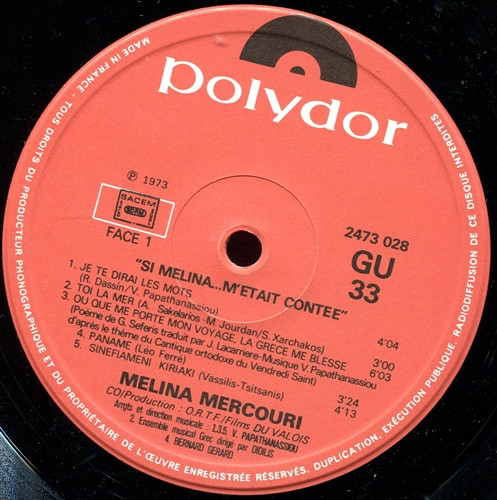 polydor
℗ 1973
SACEM
FACE 1
2473 028
GU
33
"SI MELINA...M'ETAIT CONTEE"
1. JE TE DIRAI LES MOTS
(R. Dassin/V. Papathanassiou) 4'04
2. TOI LA MER (A. Sakelarios-M. Jourdan/S. Xarchakos) 3'00
3. OU QUE ME PORTE MON VOYAGE, LA GRECE ME BLESSE 6'03
(Poème de G. Seferis traduit par J. Lacarriere-Musique V. Papathanassiou
d'après le thème du Cantique ortodoxe du Vendredi Saint)
4. PANAME (Léo Ferré) 3'24
5. SINEFIAMENI KIRIAKI (Vassilis-Tsitsanis) 4'13
MELINA MERCOURI
CO/Production : O.R.T.F/Films DU VALOIS
Arrgts et direction musicale : 1.3.5. V. PAPATHANASSIOU
2. Ensemble musical Grec dirigé par DIDILIS
4. BERNARD GERARD
MADE IN FRANCE - TOUS DROITS DU PRODUCTEUR PHONOGRAPHIQUE ET DU PROPRIÉTAIRE DE L'ŒUVRE ENREGISTRÉE RÉSERVÉS. DUPLICATION, EXÉCUTION PUBLIQUE, RADIODIFFUSION DE CE DISQUE INTERDITES